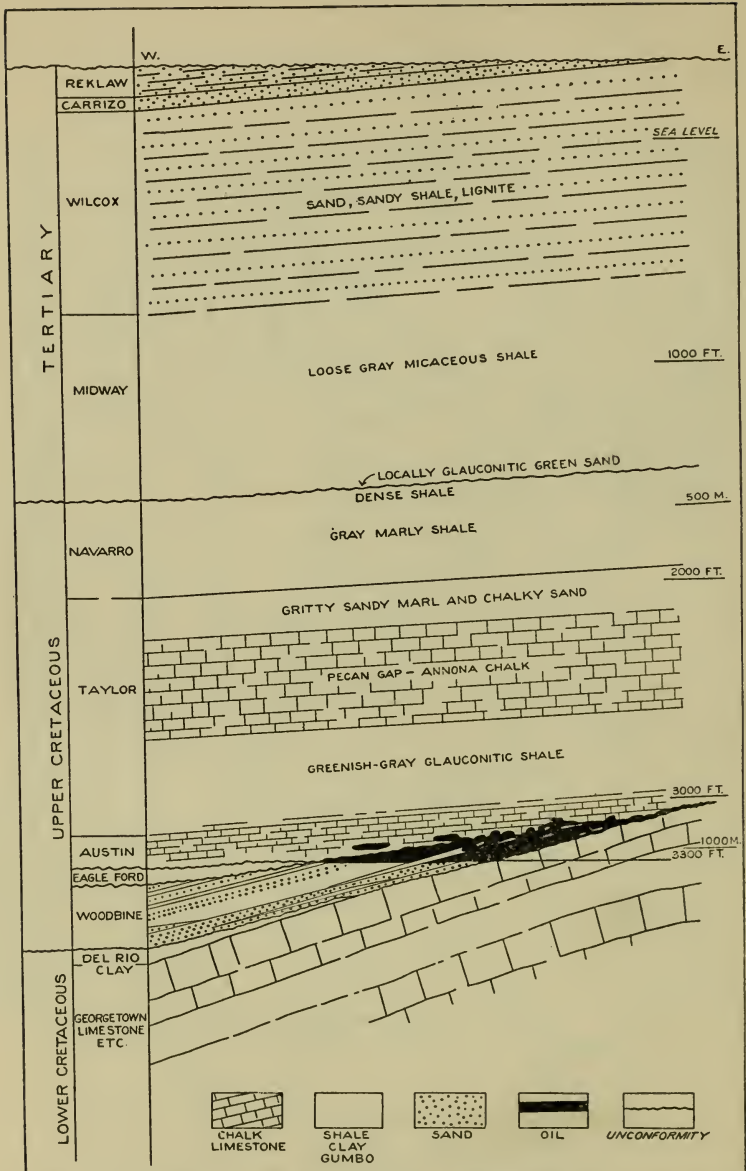 W.
E.
TERTIARY
REKLAW
CARRIZO
SEA LEVEL
WILCOX
SAND, SANDY SHALE, LIGNITE
MIDWAY
LOOSE GRAY MICACEOUS SHALE
1000 FT.
LOCALLY GLAUCONITIC GREEN SAND
DENSE SHALE
500 M.
UPPER CRETACEOUS
NAVARRO
GRAY MARLY SHALE
2000 FT.
GRITTY SANDY MARL AND CHALKY SAND
TAYLOR
PECAN GAP - ANNONA CHALK
GREENISH-GRAY GLAUCONITIC SHALE
3000 FT.
AUSTIN
1000 M.
3300 FT.
EAGLE FORD
WOODBINE
LOWER CRETACEOUS
DEL RIO
CLAY
GEORGETOWN
LIMESTONE
ETC.
CHALK
LIMESTONE
SHALE
CLAY
GUMBO
SAND
OIL
UNCONFORMITY